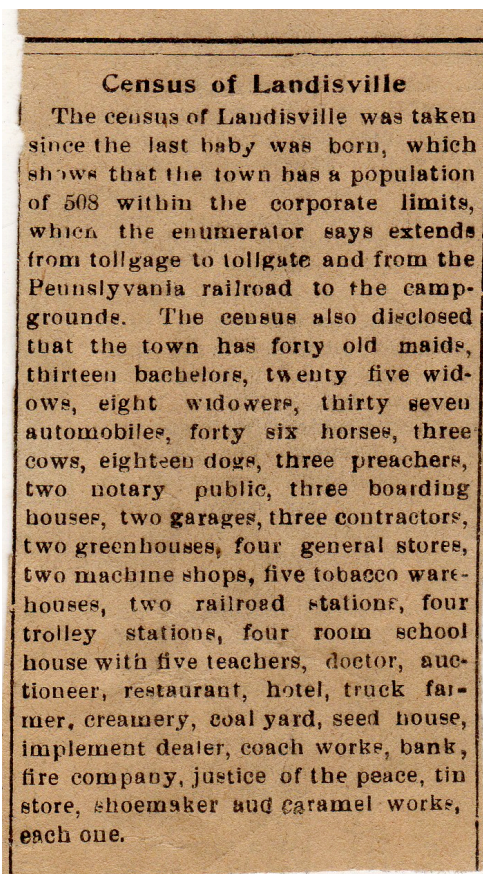 Census of Landisville
The census of Landisville was taken
since the last baby was born, which
shows that the town has a population
of 508 within the corporate limits,
which the enumerator says extends
from tollgage to tollgate and from the
Pennslyvania railroad to the camp-
grounds. The census also disclosed
that the town has forty old maids,
thirteen bachelors, twenty five wid-
ows, eight widowers, thirty seven
automobiles, forty six horses, three
cows, eighteen dogs, three preachers,
two notary public, three boarding
houses, two garages, three contractors,
two greenhouses, four general stores,
two machine shops, five tobacco ware-
houses, two railroad stations, four
trolley stations, four room school
house with five teachers, doctor, auc-
tioneer, restaurant, hotel, truck far-
mer, creamery, coal yard, seed house,
implement dealer, coach works, bank,
fire company, justice of the peace, tin
store, shoemaker and caramel works,
each one.